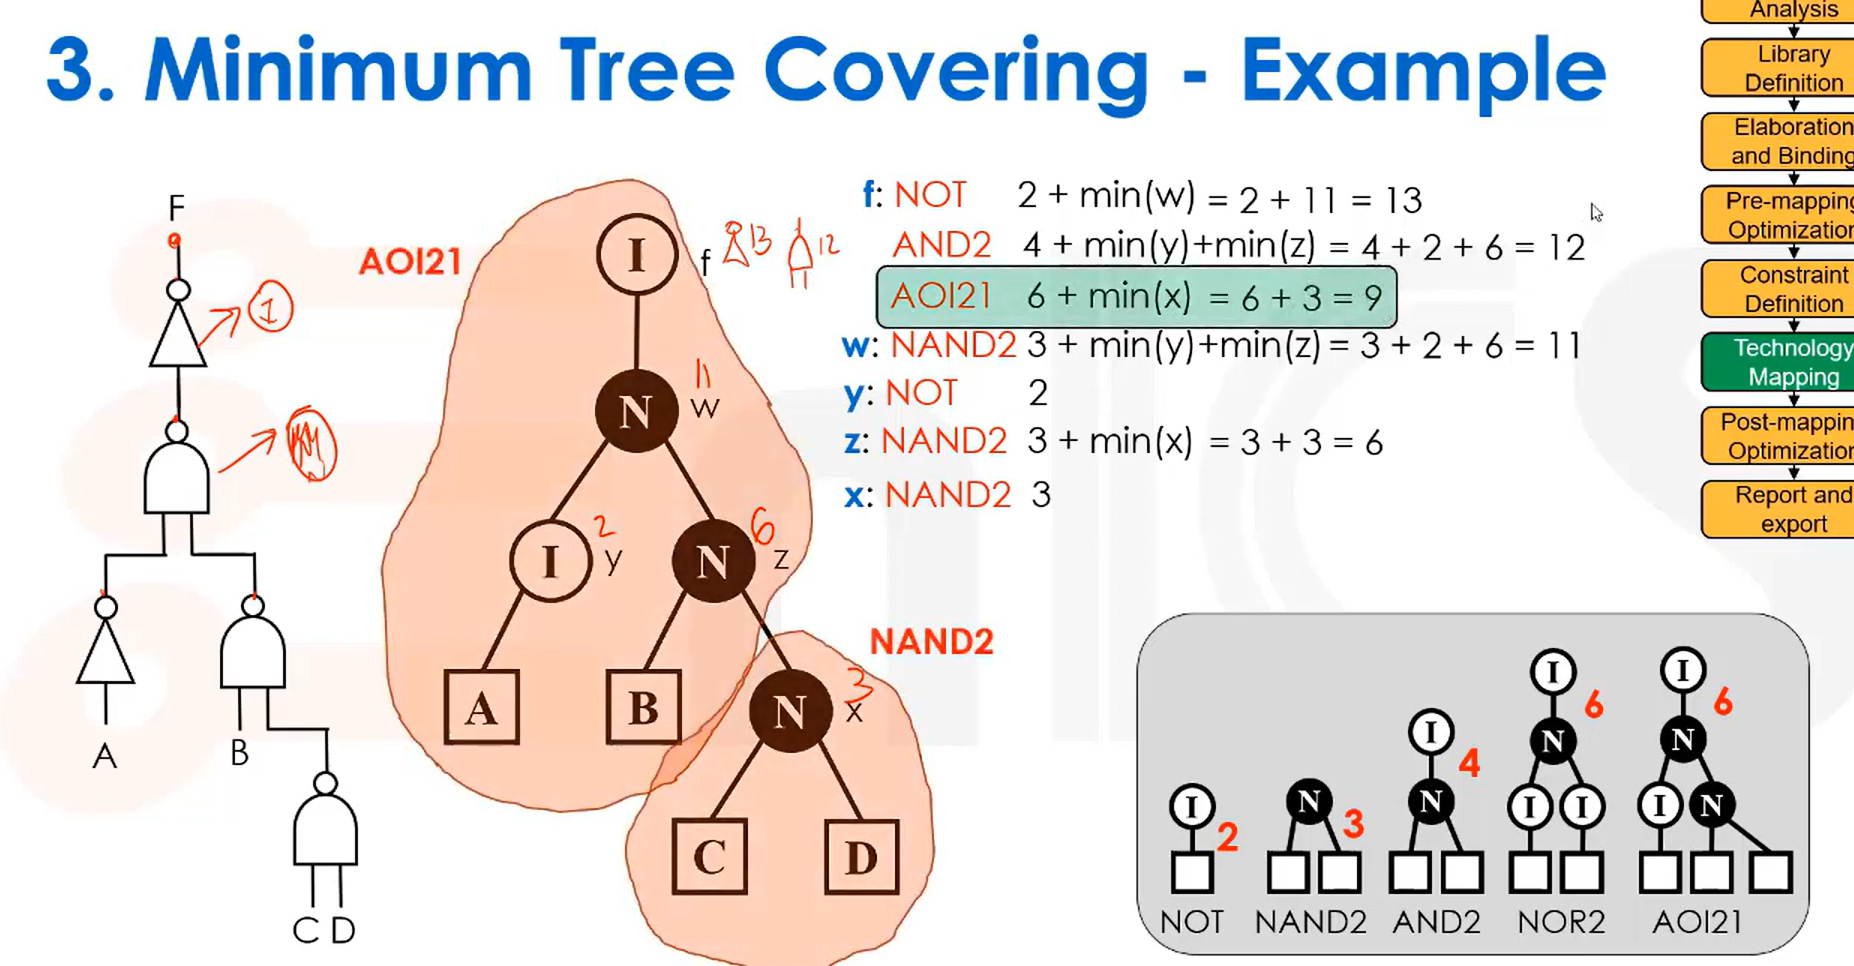 3. Minimum Tree Covering - Example
Analysis
Library
Definition
Elaboration
and Binding
Pre-mapping
Optimization
Constraint
Definition
Technology
Mapping
Post-mappin
Optimization
Report and
export
F
I
A
B
C D
AOI21
I
f 13 12
N
11
w
I
2
y
N
6
z
A
B
N
3
x
C
D
NAND2
f: NOT 2 + min(w) = 2 + 11 = 13
AND2 4 + min(y)+min(z) = 4 + 2 + 6 = 12
AOI21 6 + min(x) = 6 + 3 = 9
w: NAND2 3 + min(y)+min(z) = 3 + 2 + 6 = 11
y: NOT 2
z: NAND2 3 + min(x) = 3 + 3 = 6
x: NAND2 3
I I
6 6
I N N
4
I N N I I I N
2 3
NOT NAND2 AND2 NOR2 AOI21